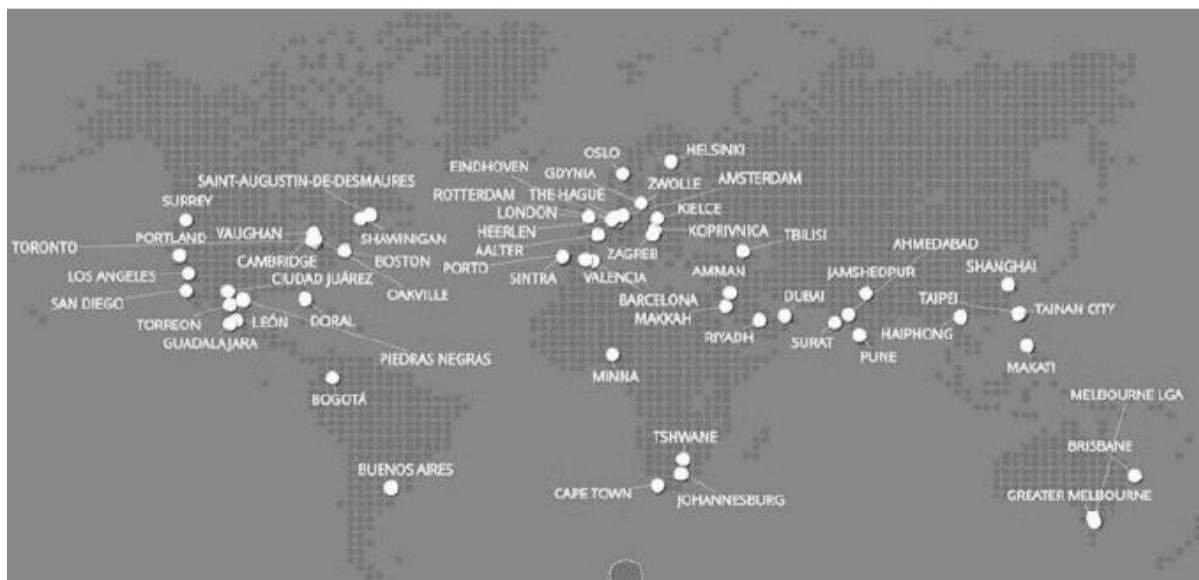 OSLO
HELSINKI
EINDHOVEN
GDYNIA
ZWOLLE
AMSTERDAM
SAINT-AUGUSTIN-DE-DESMAURES
ROTTERDAM
THE HAGUE
SURREY
LONDON
KIELCE
TORONTO
PORTLAND
VAUGHAN
SHAWINIGAN
HEERLEN
KOPRIVNICA
TBILISI
AHMEDABAD
CAMBRIDGE
BOSTON
AALTER
ZAGREB
PORTO
LOS ANGELES
CIUDAD JUÁREZ
SINTRA
VALENCIA
AMMAN
JAMSHEDPUR
SHANGHAI
SAN DIEGO
OAKVILLE
BARCELONA
DUBAI
TAIPEI
TAINAN CITY
MAKKAH
TORREON
LEÓN
DORAL
RIYADH
SURAT
HAIPHONG
GUADALAJARA
PIEDRAS NEGRAS
PUNE
MINNA
MAKATI
BOGOTÁ
MELBOURNE LGA
TSHWANE
BRISBANE
BUENOS AIRES
CAPE TOWN
JOHANNESBURG
GREATER MELBOURNE